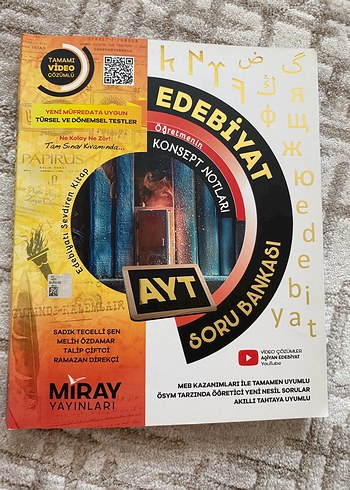 TAMAMI
VİDEO
ÇÖZÜMLÜ
YENİ MÜFREDATA UYGUN
TÜRSEL VE DÖNEMSEL TESTLER
Ne Kolay Ne Zor!
Tam Sınav Kıvamında...
PAPIRUS
Edebiyatı Sevdiren Kitap
EDEBİYAT
Öğretmenin
KONSEPT NOTLARI
SORU BANKASI
AYT
edebiyat
SADIK TECELLİ ŞEN
MELİH ÖZDAMAR
TALİP ÇİFTCİ
RAMAZAN DİREKÇİ
MİRAY
YAYINLARI
VİDEO ÇÖZÜMLER
AŞİYAN EDEBİYAT
YouTube
MEB KAZANIMLARI İLE TAMAMEN UYUMLU
ÖSYM TARZINDA ÖĞRETİCİ YENİ NESİL SORULAR
AKILLI TAHTAYA UYUMLU